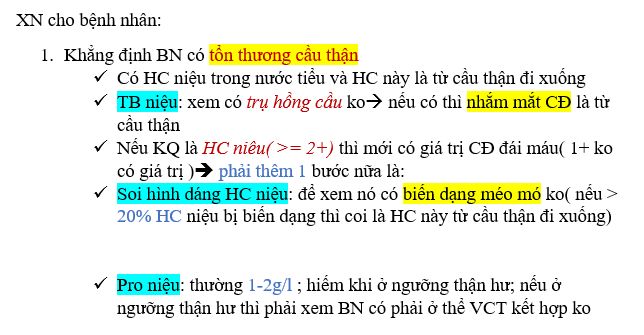 XN cho bệnh nhân:
1. Khẳng định BN có tồn thương cầu thận
✓ Có HC niệu trong nước tiểu và HC này là từ cầu thận đi xuống
✓ TB niệu: xem có trụ hồng cầu ko→ nếu có thì nhắm mắt CĐ là từ
cầu thận
✓ Nếu KQ là HC niêu( >= 2+) thì mới có giá trị CĐ đái máu( 1+ ko
có giá trị )➔ phải thêm 1 bước nữa là:
✓ Soi hình dáng HC niệu: để xem nó có biến dạng méo mó ko( nếu >
20% HC niệu bị biến dạng thì coi là HC này từ cầu thận đi xuống)
✓ Pro niệu: thường 1-2g/l ; hiếm khi ở ngưỡng thận hư; nếu ở
ngưỡng thận hư thì phải xem BN có phải ở thể VCT kết hợp ko